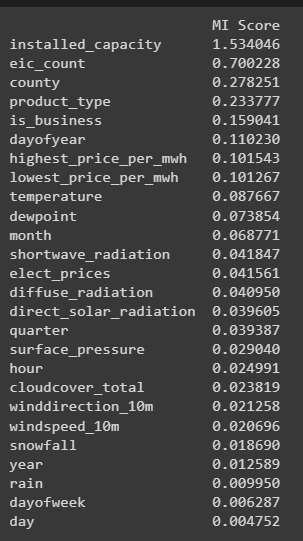 MI Score
installed_capacity 1.534046
eic_count 0.700228
county 0.278251
product_type 0.233777
is_business 0.159041
dayofyear 0.110230
highest_price_per_mwh 0.101543
lowest_price_per_mwh 0.101267
temperature 0.087667
dewpoint 0.073854
month 0.068771
shortwave_radiation 0.041847
elect_prices 0.041561
diffuse_radiation 0.040950
direct_solar_radiation 0.039605
quarter 0.039387
surface_pressure 0.029040
hour 0.024991
cloudcover_total 0.023819
winddirection_10m 0.021258
windspeed_10m 0.020696
snowfall 0.018690
year 0.012589
rain 0.009950
dayofweek 0.006287
day 0.004752